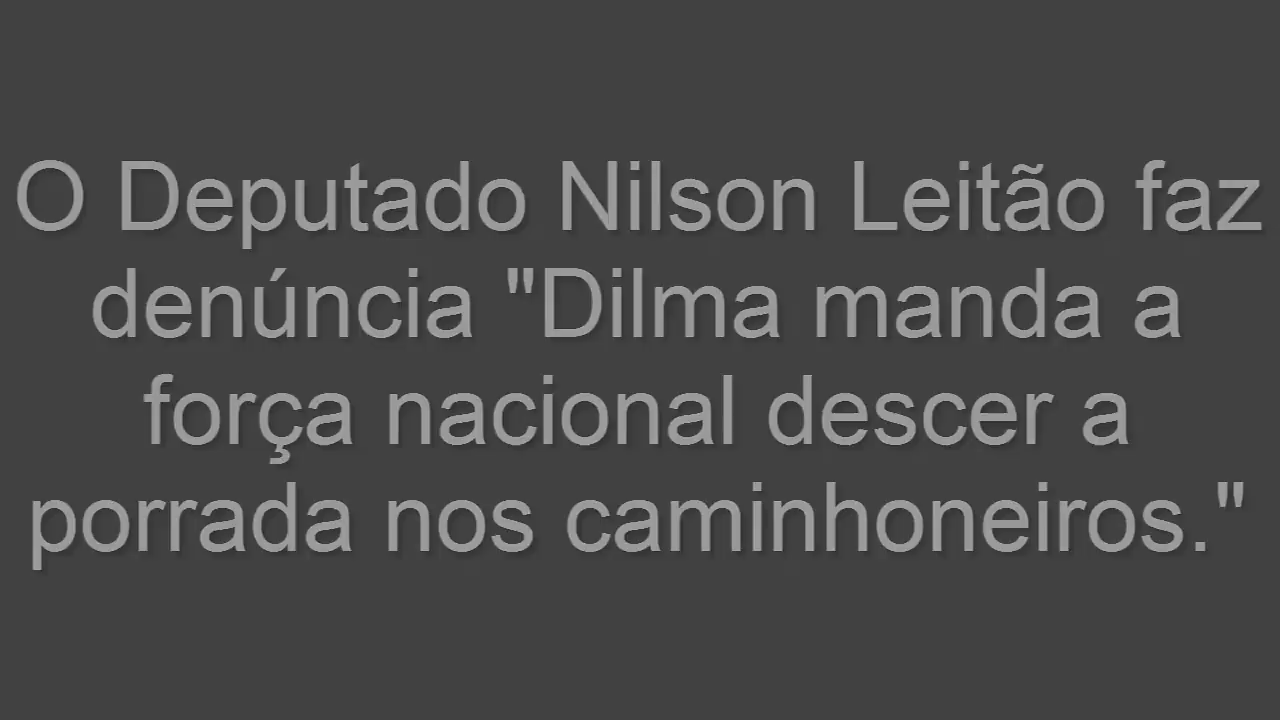 O Deputado Nilson Leitão faz
denúncia "Dilma manda a
força nacional descer a
porrada nos caminhoneiros."